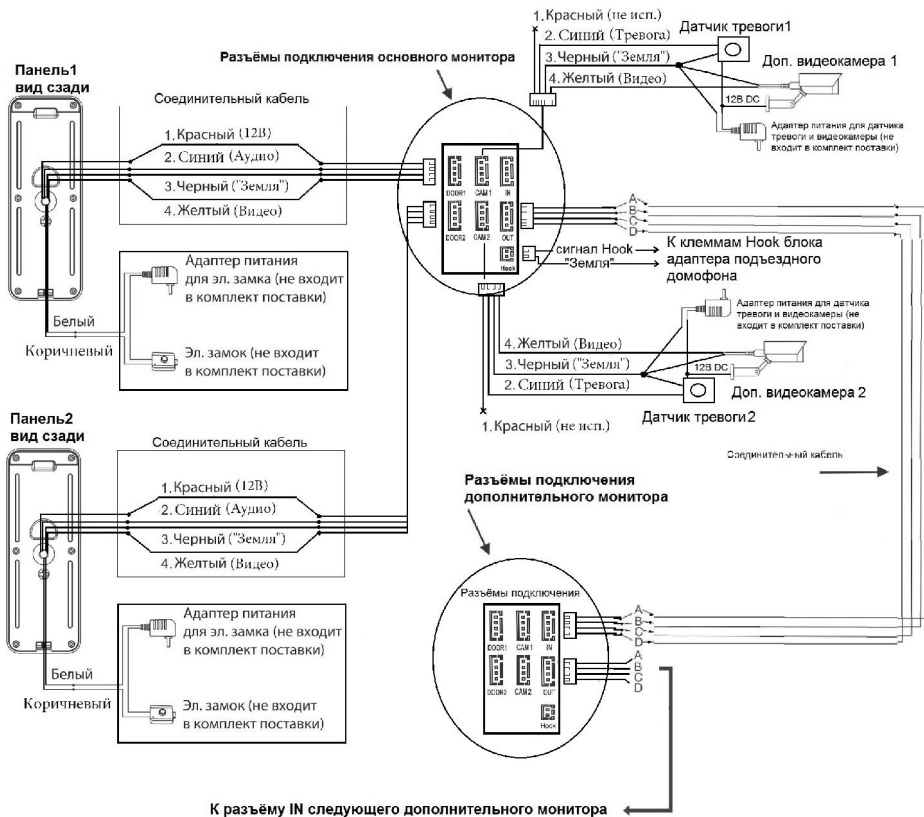 1. Красный (не исп.)
2. Синий (Тревога)
3. Черный ("Земля")
4. Желтый (Видео)
Датчик тревоги1
Доп. видеокамера 1
12В DC
Адаптер питания для датчика
тревоги и видеокамеры (не
входит в комплект поставки)
Разъёмы подключения основного монитора
Панель1
вид сзади
Соединительный кабель
1. Красный (12В)
2. Синий (Аудио)
3. Черный ("Земля")
4. Желтый (Видео)
DOOR1
CAM1
IN
DOOR2
CAM2
OUT
Hook
A
B
C
D
сигнал Hook
"Земля"
К клеммам Hook блока
адаптера подъездного
домофона
Адаптер питания
для эл. замка (не входит
в комплект поставки)
Белый
Коричневый
Эл. замок (не входит
в комплект поставки)
Адаптер питания для датчика
тревоги и видеокамеры (не
входит в комплект поставки)
4. Желтый (Видео)
3. Черный ("Земля")
2. Синий (Тревога)
1. Красный (не исп.)
12В DC
Доп. видеокамера 2
Датчик тревоги2
Панель2
вид сзади
Соединительный кабель
1. Красный (12В)
2. Синий (Аудио)
3. Черный ("Земля")
4. Желтый (Видео)
Соединительный кабель
Разъёмы подключения
дополнительного монитора
Разъёмы подключения
DOOR1
CAM1
IN
DOOR2
CAM2
OUT
Hook
A
B
C
D
A
B
C
D
Адаптер питания
для эл. замка (не входит
в комплект поставки)
Белый
Коричневый
Эл. замок (не входит
в комплект поставки)
К разъёму IN следующего дополнительного монитора